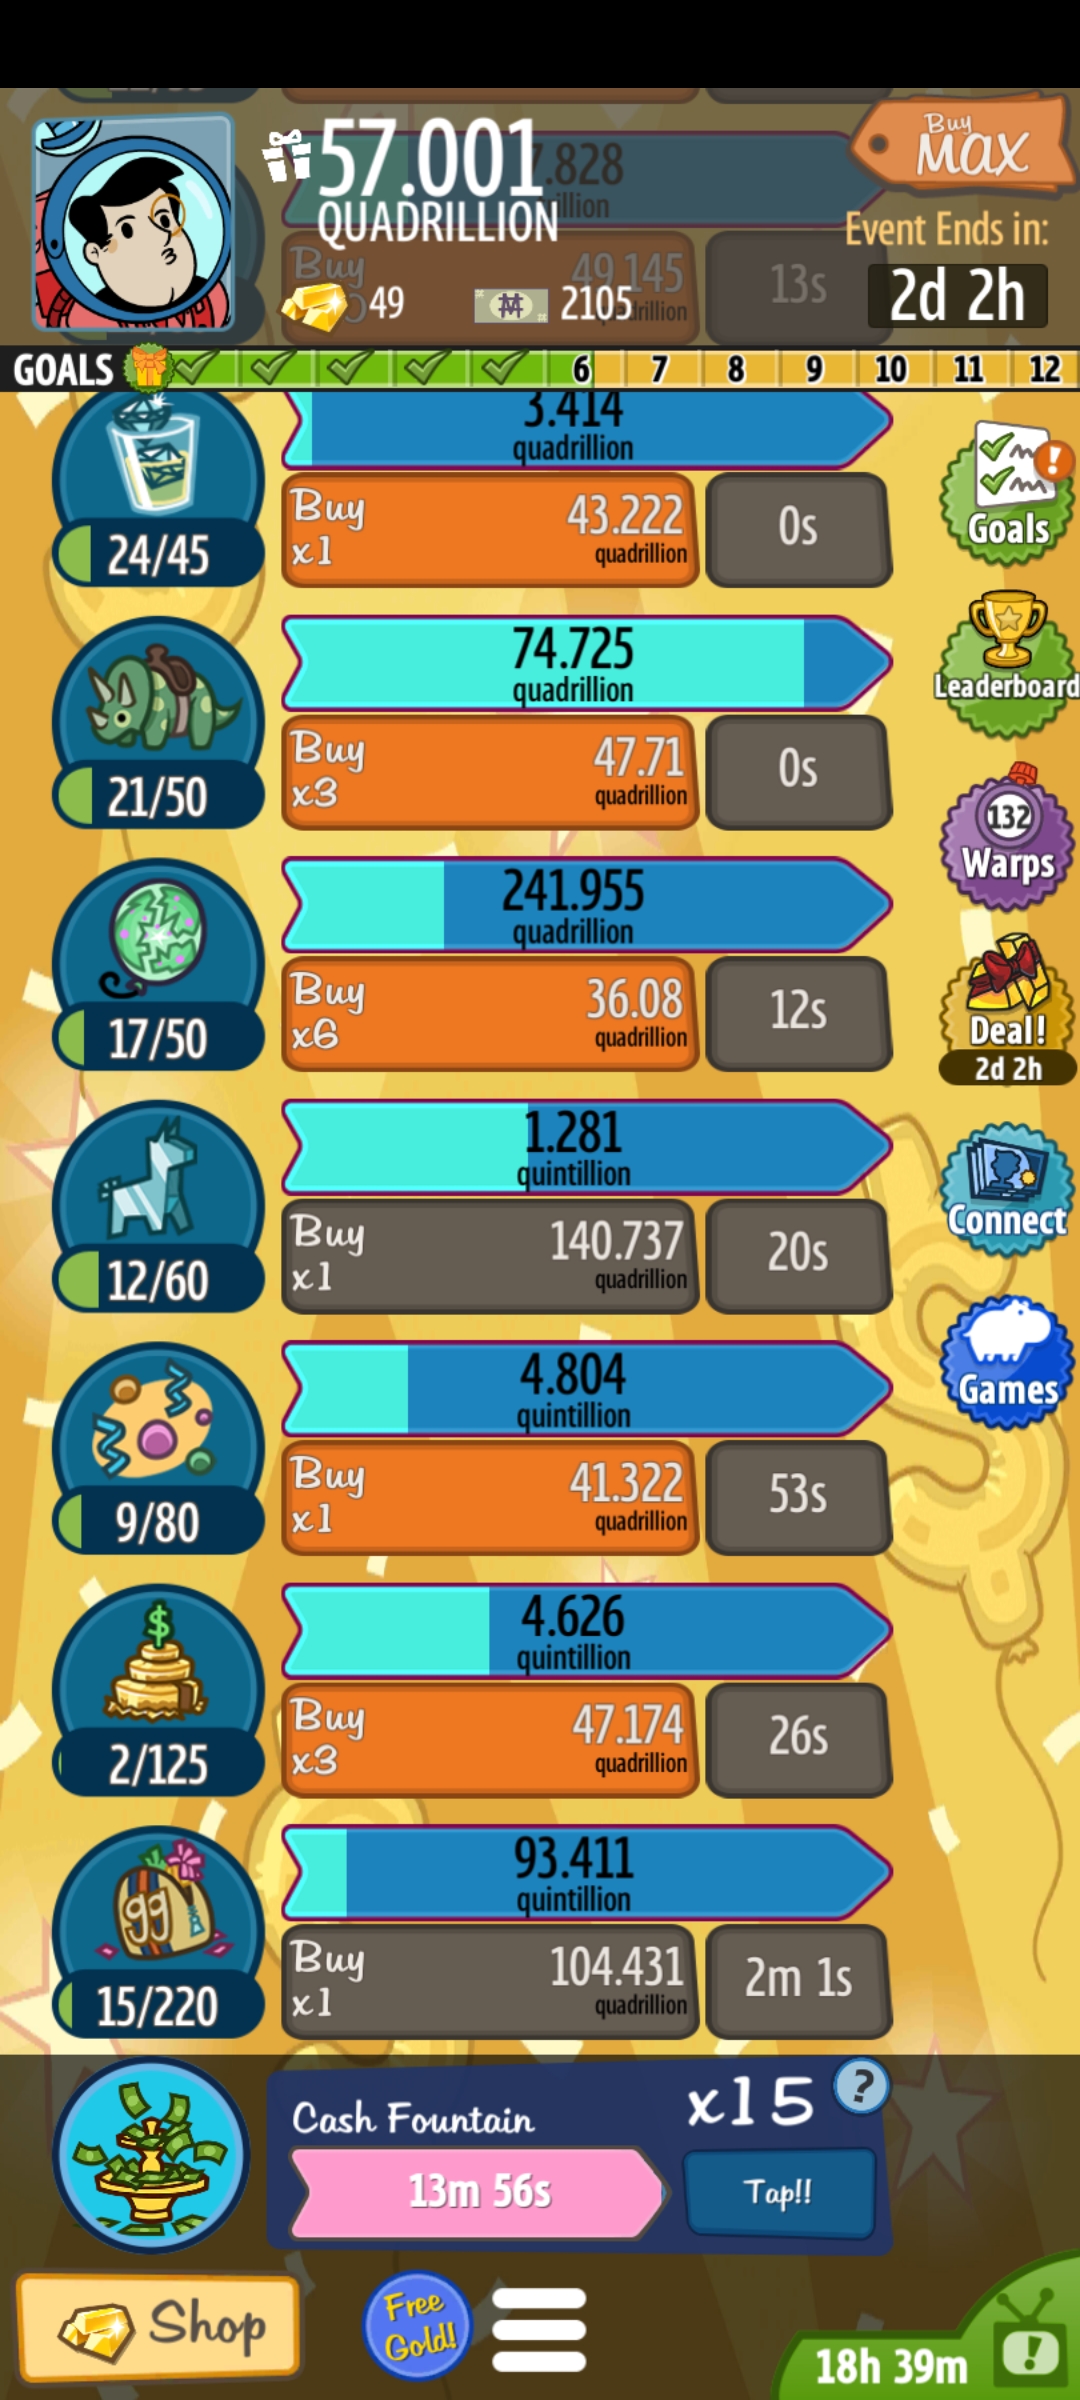 57.001
QUADRILLION
7.828
Buy
MAX
Event Ends in:
2d 2h
Buy
49.145
13s
49
2105
GOALS
6
7
8
9
10
11
12
3.414
quadrillion
24/45
Buy
x1
43.222
quadrillion
0s
Goals
74.725
quadrillion
21/50
Buy
x3
47.71
quadrillion
0s
Leaderboard
132
Warps
241.955
quadrillion
17/50
Buy
x6
36.08
quadrillion
12s
Deal!
2d 2h
1.281
quintillion
12/60
Buy
x1
140.737
quadrillion
20s
Connect
4.804
quintillion
9/80
Buy
x1
41.322
quadrillion
53s
Games
$
4.626
quintillion
2/125
Buy
x3
47.174
quadrillion
26s
99
93.411
quintillion
15/220
Buy
x1
104.431
quadrillion
2m 1s
Cash Fountain
x15
?
13m 56s
Tap!!
Shop
Free
Gold!
18h 39m